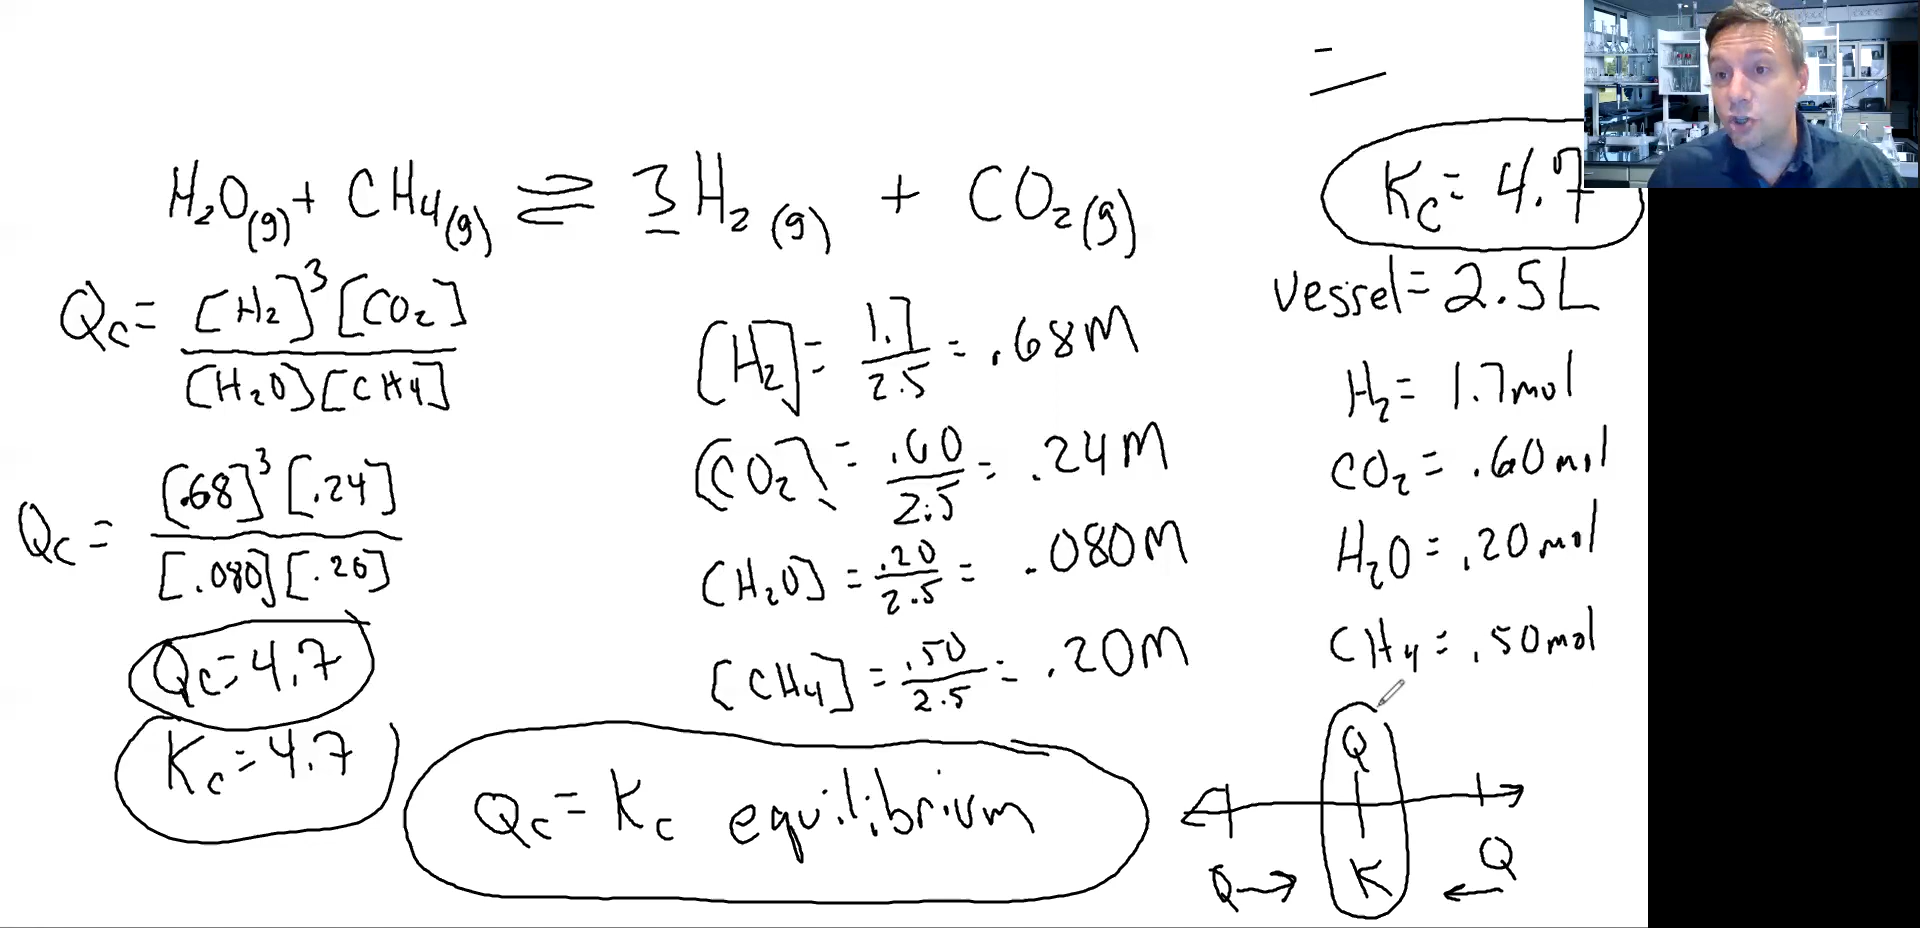 H₂O(g) + CH₄(g) ⇌ 3H₂(g) + CO₂(g)
Kc = 4.7
vessel = 2.5L
H₂ = 1.7mol
CO₂ = .60mol
H₂O = .20mol
CH₄ = .50mol
Qc = [H₂]³[CO₂] / [H₂O][CH₄]
Qc = [.68]³[.24] / [.080][.20]
Qc = 4.7
Kc = 4.7
[H₂] = 1.7 / 2.5 = .68M
[CO₂] = .60 / 2.5 = .24M
[H₂O] = .20 / 2.5 = .080M
[CH₄] = .50 / 2.5 = .20M
Qc = Kc equilibrium
Q
K
Q →
Q
←